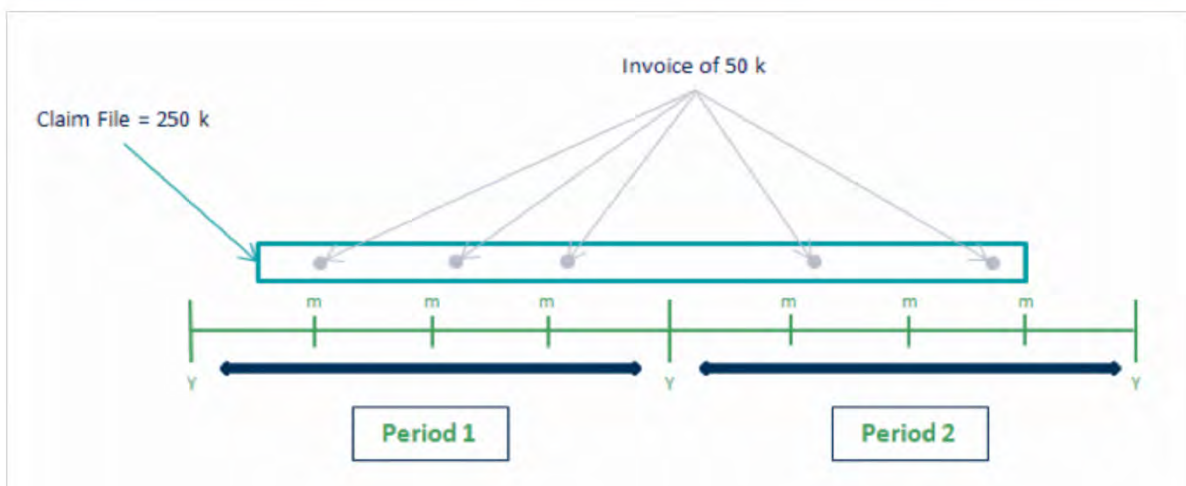 Invoice of 50 k
Claim File = 250 k
m m m m m m
Y Y Y
Period 1 Period 2